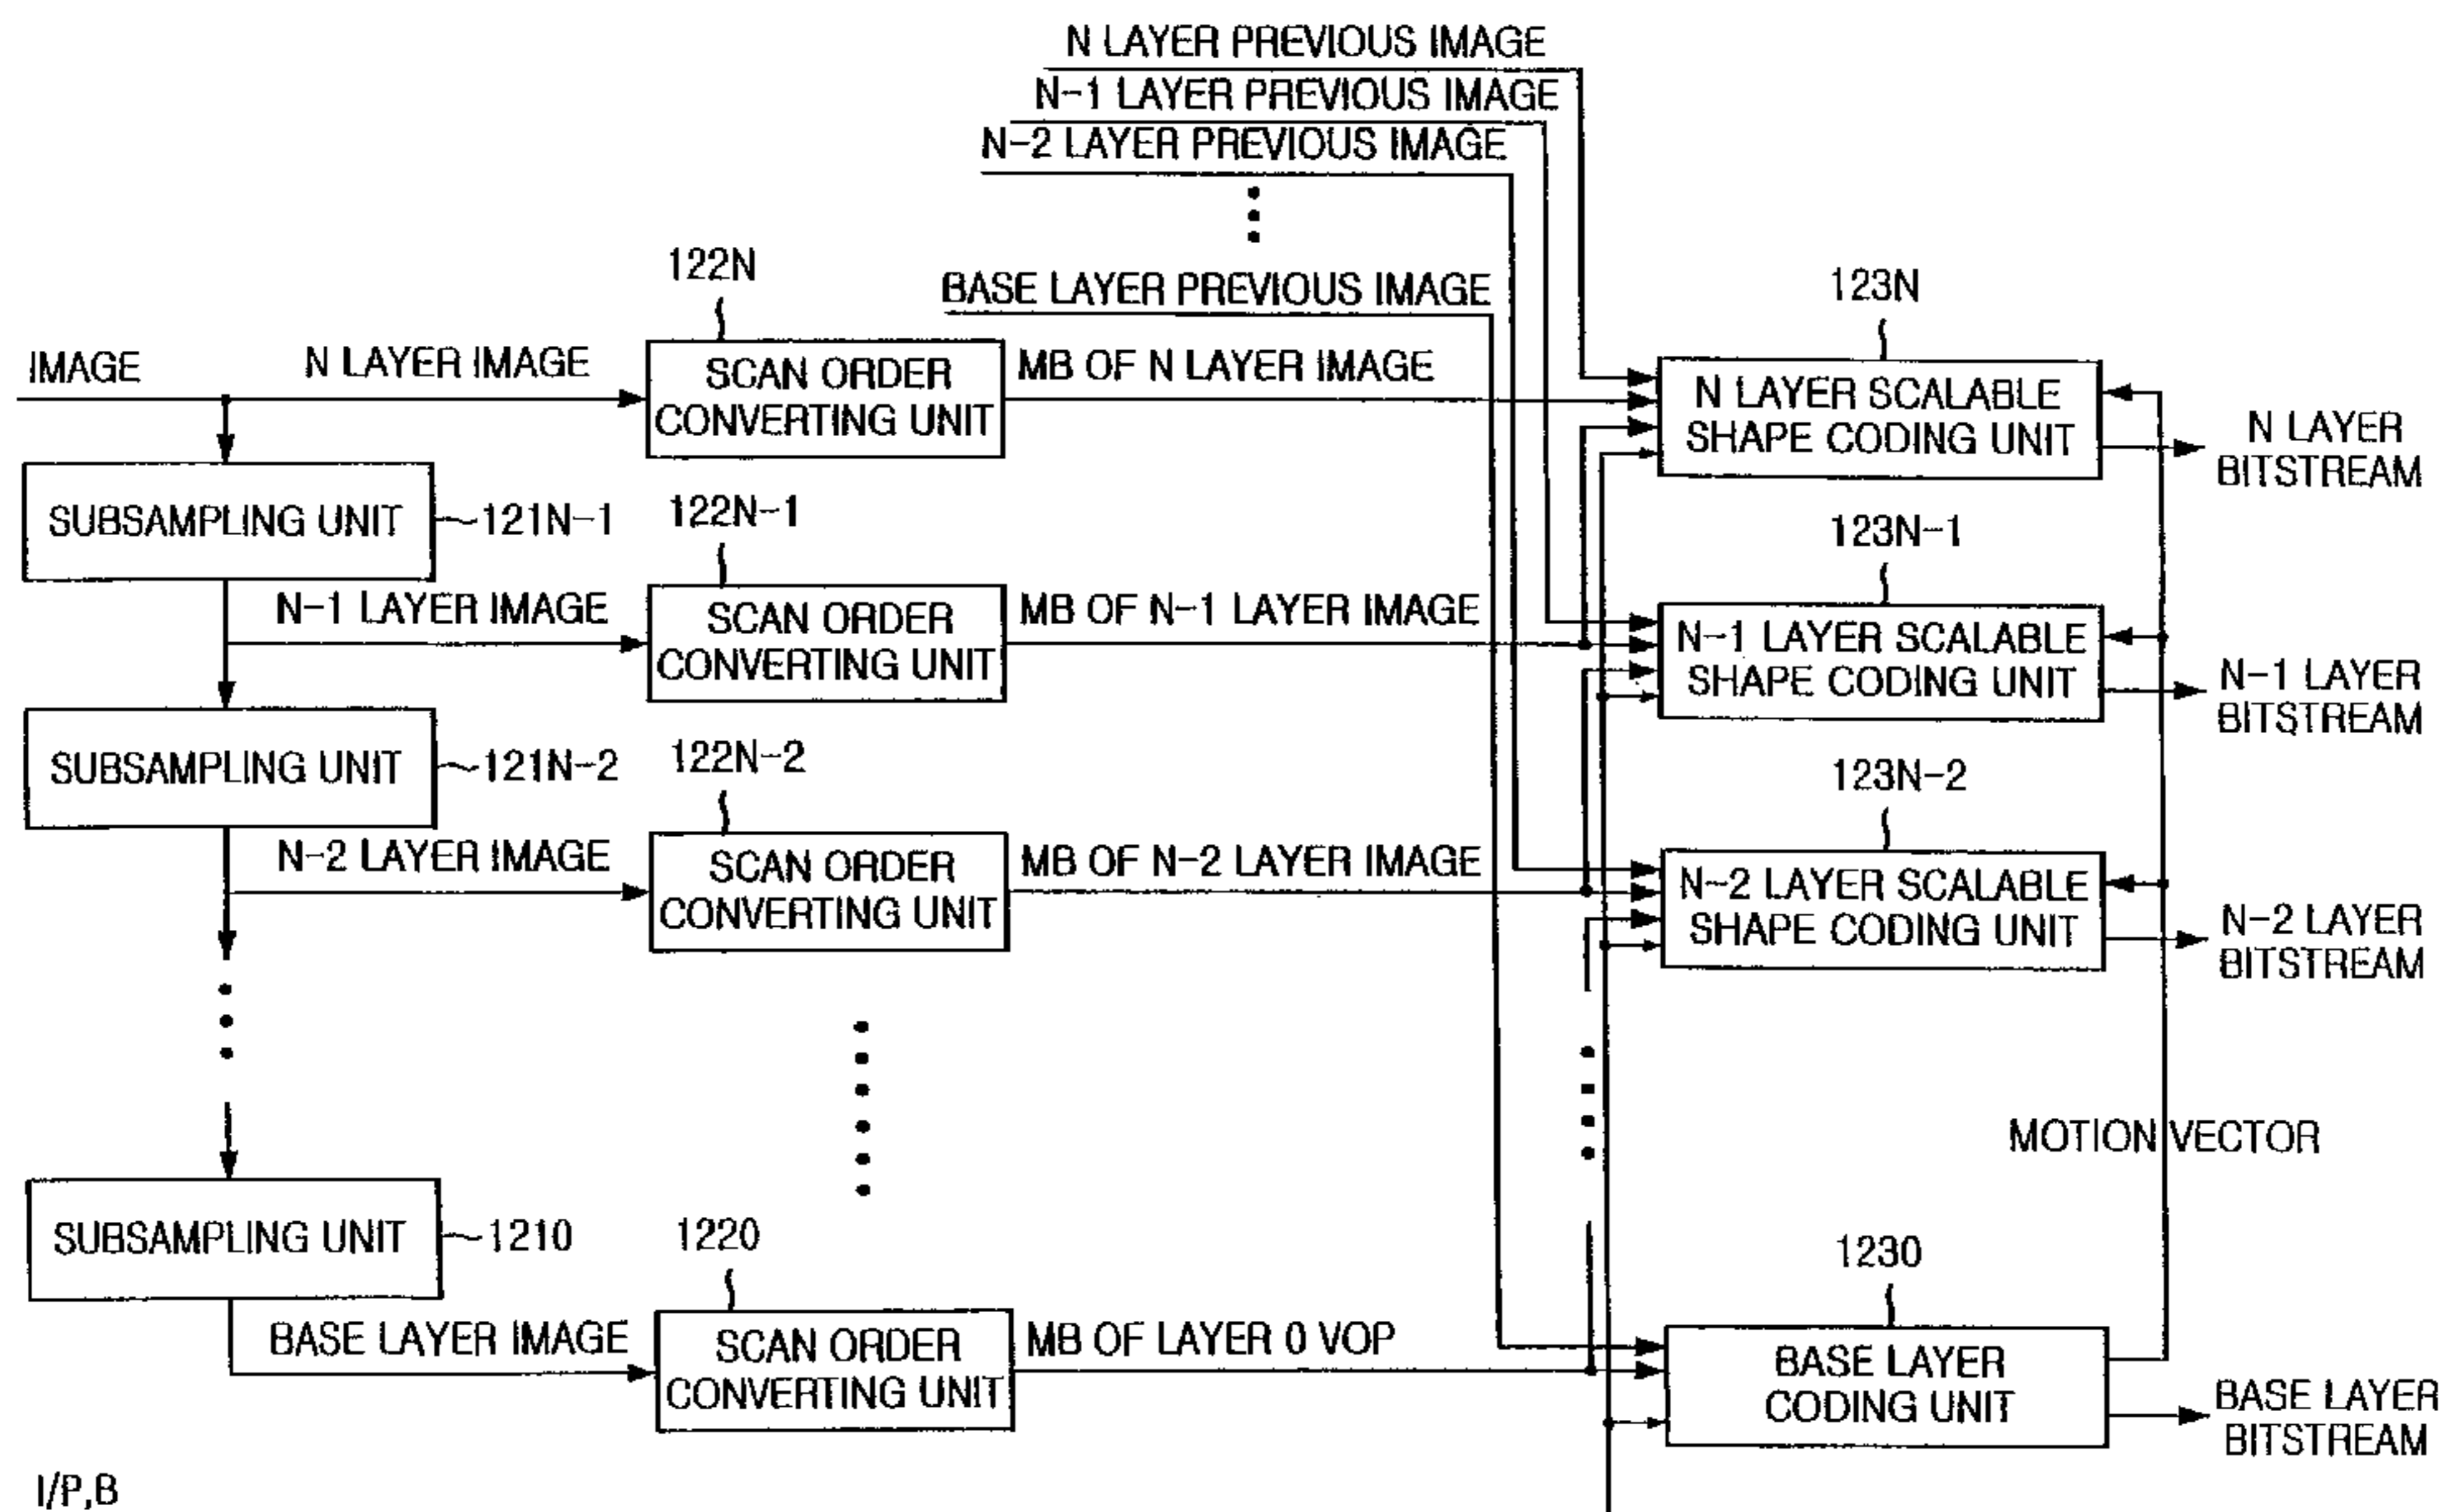 N LAYER PREVIOUS IMAGE
N-1 LAYER PREVIOUS IMAGE
N-2 LAYER PREVIOUS IMAGE
BASE LAYER PREVIOUS IMAGE
IMAGE
N LAYER IMAGE
122N
SCAN ORDER
CONVERTING UNIT
MB OF N LAYER IMAGE
123N
N LAYER SCALABLE
SHAPE CODING UNIT
N LAYER
BITSTREAM
SUBSAMPLING UNIT
121N-1
N-1 LAYER IMAGE
122N-1
SCAN ORDER
CONVERTING UNIT
MB OF N-1 LAYER IMAGE
123N-1
N-1 LAYER SCALABLE
SHAPE CODING UNIT
N-1 LAYER
BITSTREAM
SUBSAMPLING UNIT
121N-2
N-2 LAYER IMAGE
122N-2
SCAN ORDER
CONVERTING UNIT
MB OF N-2 LAYER IMAGE
123N-2
N-2 LAYER SCALABLE
SHAPE CODING UNIT
N-2 LAYER
BITSTREAM
MOTION VECTOR
SUBSAMPLING UNIT
1210
BASE LAYER IMAGE
1220
SCAN ORDER
CONVERTING UNIT
MB OF LAYER 0 VOP
1230
BASE LAYER
CODING UNIT
BASE LAYER
BITSTREAM
I/P,B